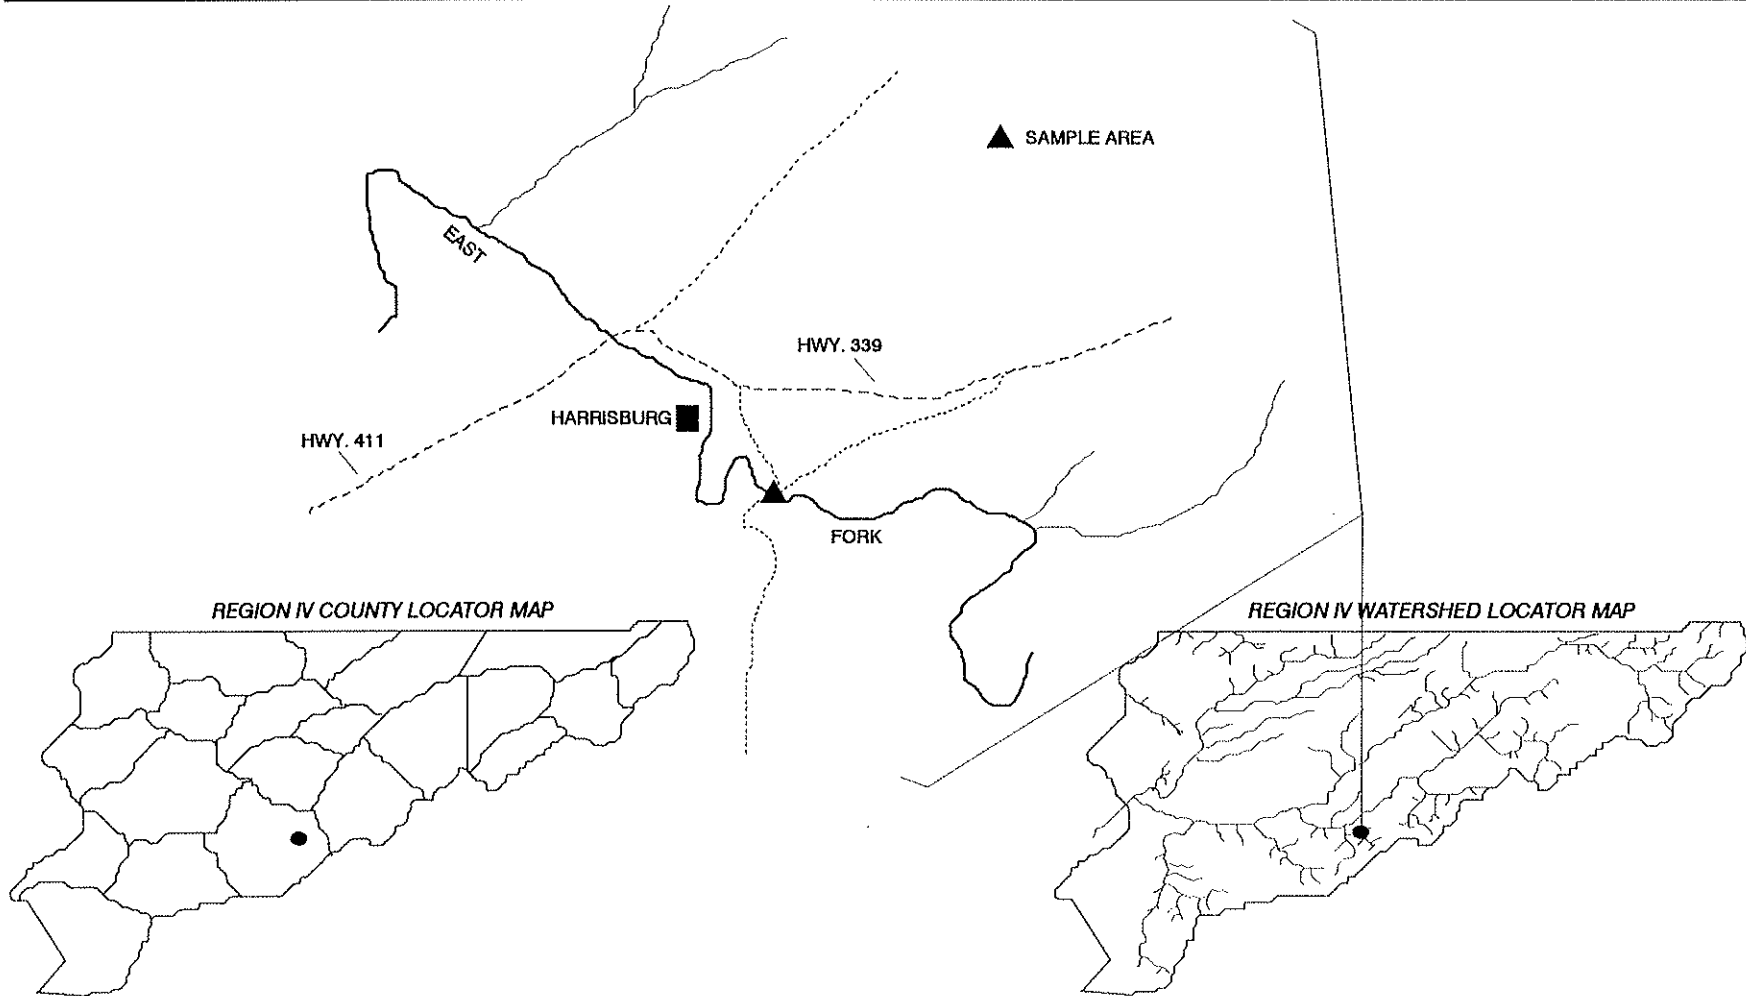 SAMPLE AREA
EAST
HWY. 339
HARRISBURG
HWY. 411
FORK
REGION IV COUNTY LOCATOR MAP
REGION IV WATERSHED LOCATOR MAP